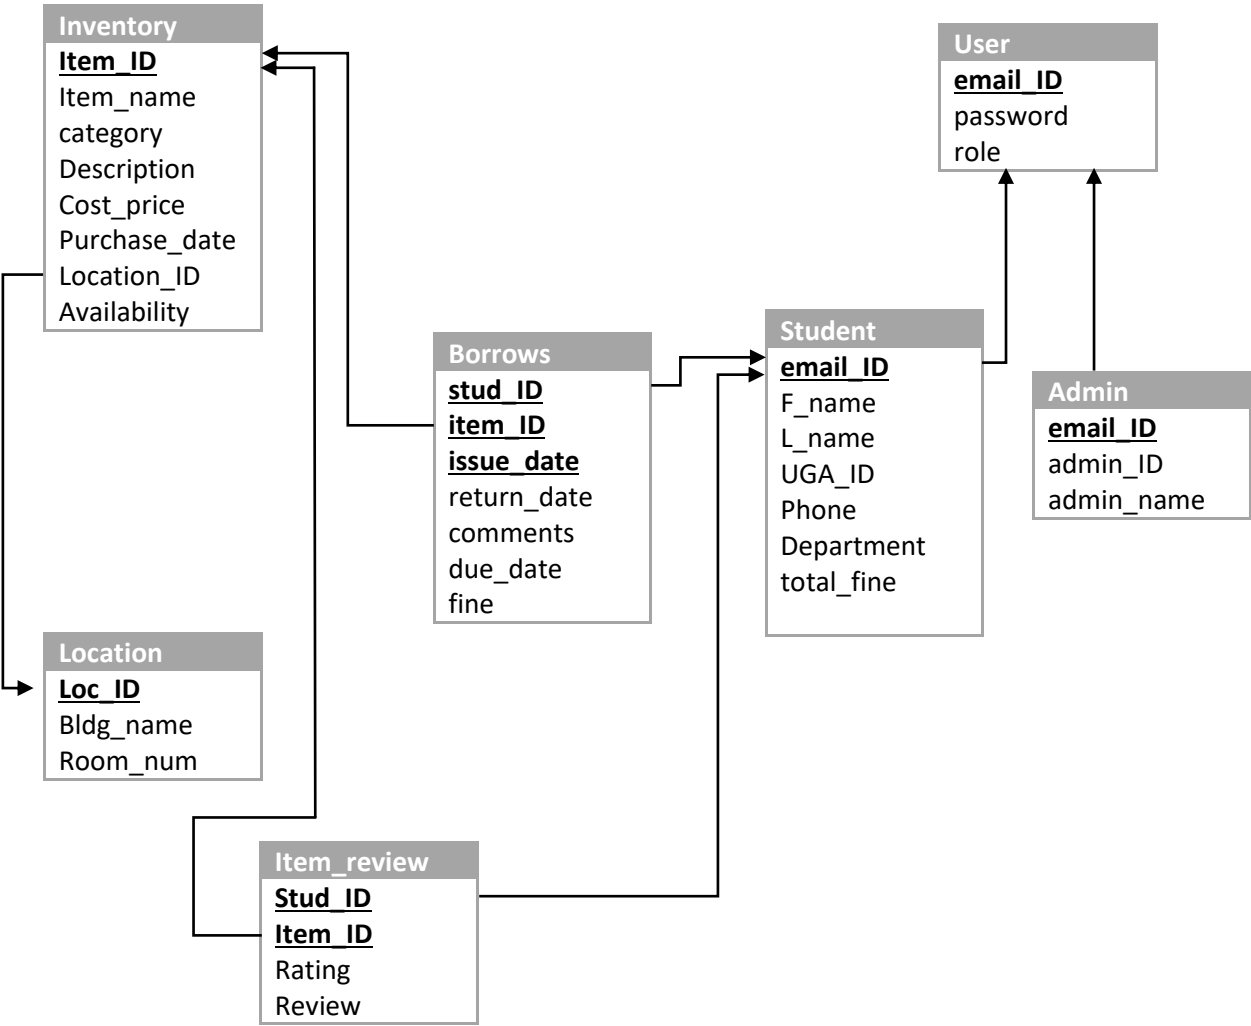 Inventory
Item_ID
Item_name
category
Description
Cost_price
Purchase_date
Location_ID
Availability
User
email_ID
password
role
Borrows
stud_ID
item_ID
issue_date
return_date
comments
due_date
fine
Student
email_ID
F_name
L_name
UGA_ID
Phone
Department
total_fine
Admin
email_ID
admin_ID
admin_name
Location
Loc_ID
Bldg_name
Room_num
Item_review
Stud_ID
Item_ID
Rating
Review